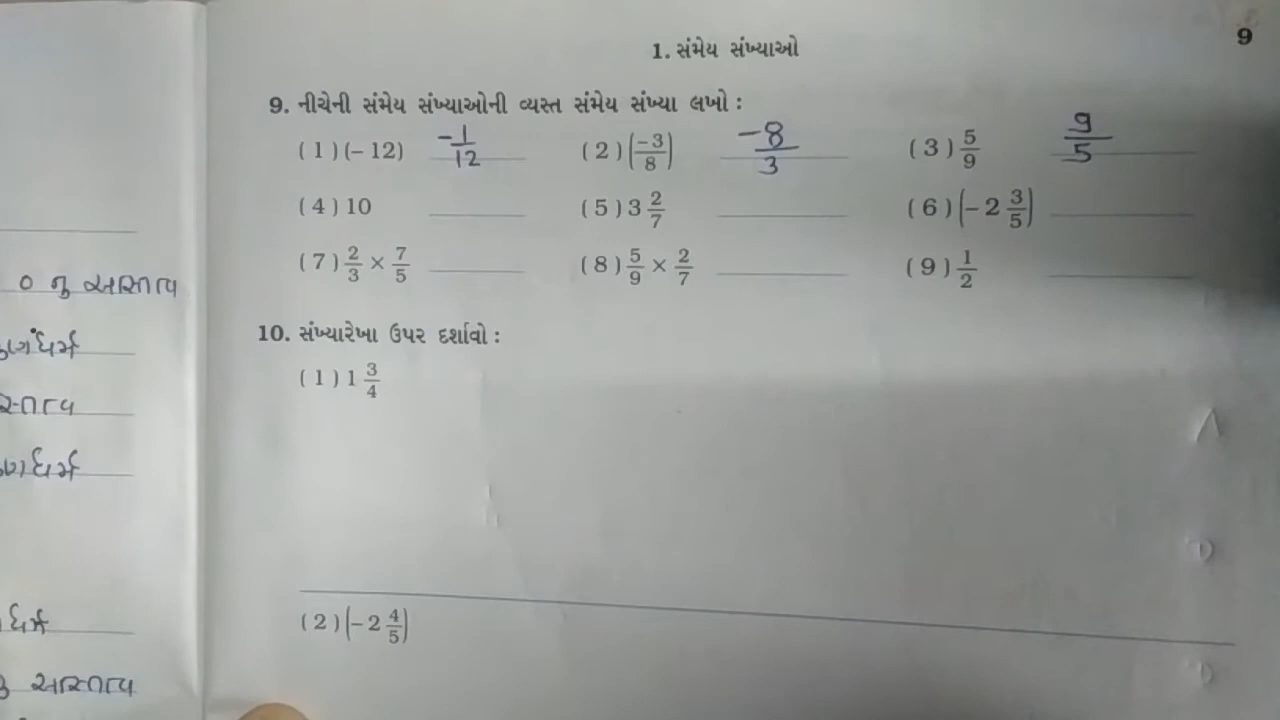 1. સંમેય સંખ્યાઓ 9
9. નીચેની સંમેય સંખ્યાઓની વ્યસ્ત સંમેય સંખ્યા લખો :
(1) (– 12) -1/12 (2) (-3/8) -8/3 (3) 5/9 9/5
(4) 10 (5) 3 2/7 (6) (– 2 3/5)
(7) 2/3 × 7/5 (8) 5/9 × 2/7 (9) 1/2
0 નુ અસ્તિત્વ
10. સંખ્યારેખા ઉપર દર્શાવો :
(1) 1 3/4
(2) (– 2 4/5)